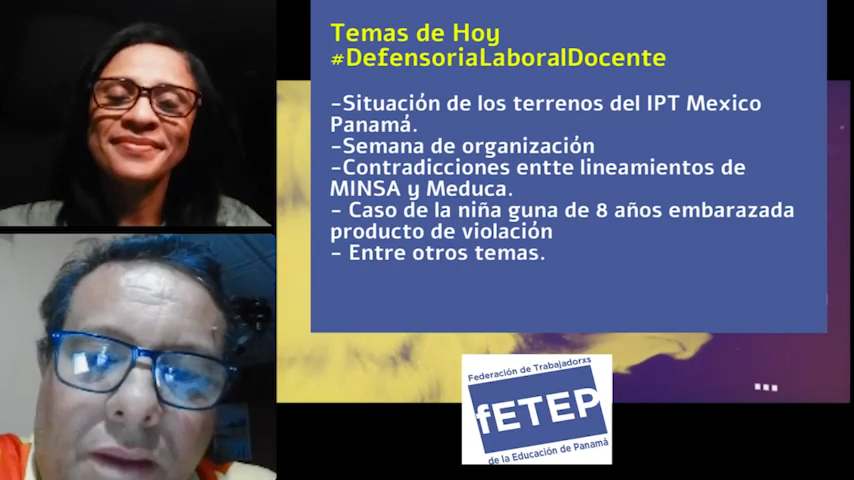 Temas de Hoy
#DefensoriaLaboralDocente
-Situación de los terrenos del IPT Mexico
Panamá.
-Semana de organización
-Contradicciones entte lineamientos de
MINSA y Meduca.
- Caso de la niña guna de 8 años embarazada
producto de violación
- Entre otros temas.
Federación de Trabajadorxs
fETEP
de la Educación de Panamá